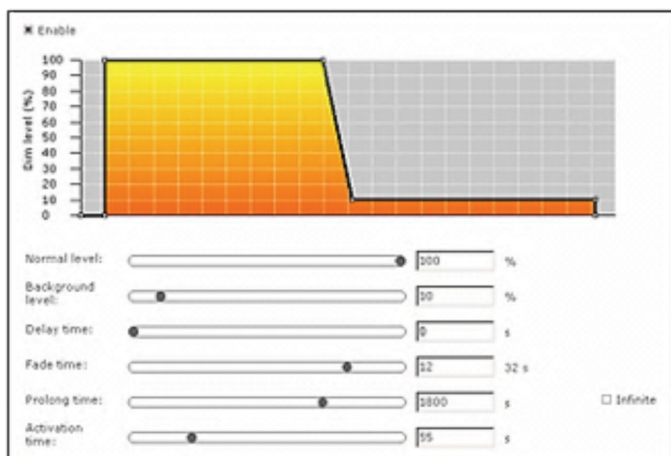 Enable
100
90
80
70
60
50
40
30
20
10
0
Dim level (%)
Normal level: 100 %
Background level: 10 %
Delay time: 0 s
Fade time: 12 32 s
Prolong time: 1800 s Infinite
Activation time: 55 s